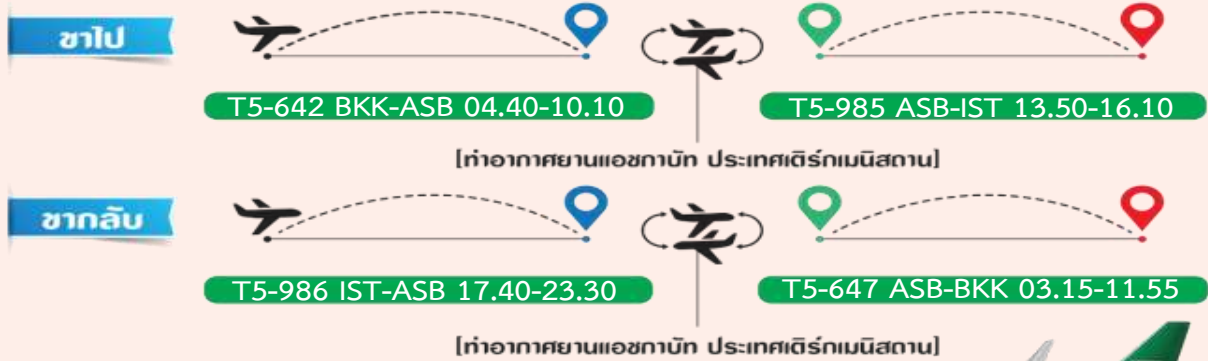 ขาไป
T5-642 BKK-ASB 04.40-10.10
T5-985 ASB-IST 13.50-16.10
[ท่าอากาศยานแอชกาบัท ประเทศเติร์กเมนิสถาน]
ขากลับ
T5-986 IST-ASB 17.40-23.30
T5-647 ASB-BKK 03.15-11.55
[ท่าอากาศยานแอชกาบัท ประเทศเติร์กเมนิสถาน]